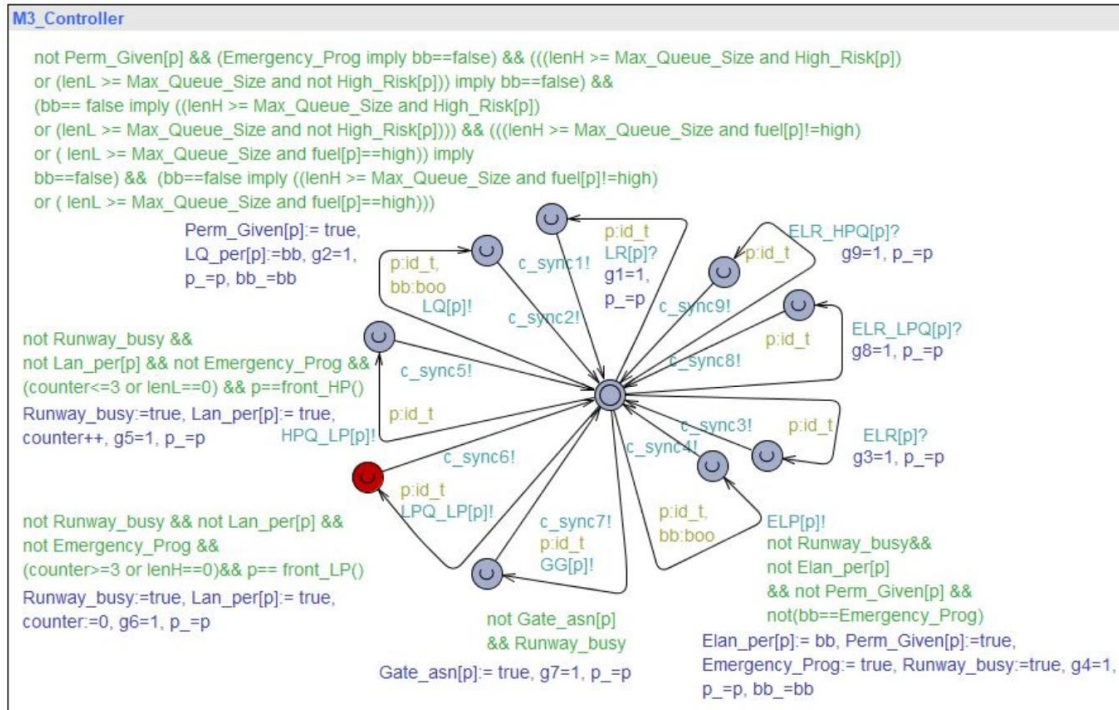 M3_Controller
not Perm_Given[p] && (Emergency_Prog imply bb==false) && (((lenH >= Max_Queue_Size and High_Risk[p])
or (lenL >= Max_Queue_Size and not High_Risk[p])) imply bb==false) &&
(bb== false imply ((lenH >= Max_Queue_Size and High_Risk[p])
or (lenL >= Max_Queue_Size and not High_Risk[p]))) && (((lenH >= Max_Queue_Size and fuel[p]!=high)
or ( lenL >= Max_Queue_Size and fuel[p]==high)) imply
bb==false) && (bb==false imply ((lenH >= Max_Queue_Size and fuel[p]!=high)
or ( lenL >= Max_Queue_Size and fuel[p]==high)))
Perm_Given[p]:= true,
LQ_per[p]:=bb, g2=1,
p_=p, bb_=bb
p:id_t,
bb:boo
LQ[p]!
c_sync2!
c_sync1!
p:id_t
LR[p]?
g1=1,
p_=p
ELR_HPQ[p]?
p:id_t
g9=1, p_=p
c_sync9!
ELR_LPQ[p]?
p:id_t
g8=1, p_=p
c_sync8!
not Runway_busy &&
not Lan_per[p] && not Emergency_Prog &&
(counter<=3 or lenL==0) && p==front_HP()
Runway_busy:=true, Lan_per[p]:= true,
counter++, g5=1, p_=p
c_sync5!
p:id_t
HPQ_LP[p]!
c_sync3!
p:id_t
ELR[p]?
g3=1, p_=p
c_sync4!
c_sync6!
p:id_t
LPQ_LP[p]!
not Runway_busy && not Lan_per[p] &&
not Emergency_Prog &&
(counter>=3 or lenH==0)&& p== front_LP()
Runway_busy:=true, Lan_per[p]:= true,
counter:=0, g6=1, p_=p
c_sync7!
p:id_t
GG[p]!
not Gate_asn[p]
&& Runway_busy
Gate_asn[p]:= true, g7=1, p_=p
p:id_t,
bb:boo
ELP[p]!
not Runway_busy&&
not Elan_per[p]
&& not Perm_Given[p] &&
not(bb==Emergency_Prog)
Elan_per[p]:= bb, Perm_Given[p]:=true,
Emergency_Prog:= true, Runway_busy:=true, g4=1,
p_=p, bb_=bb